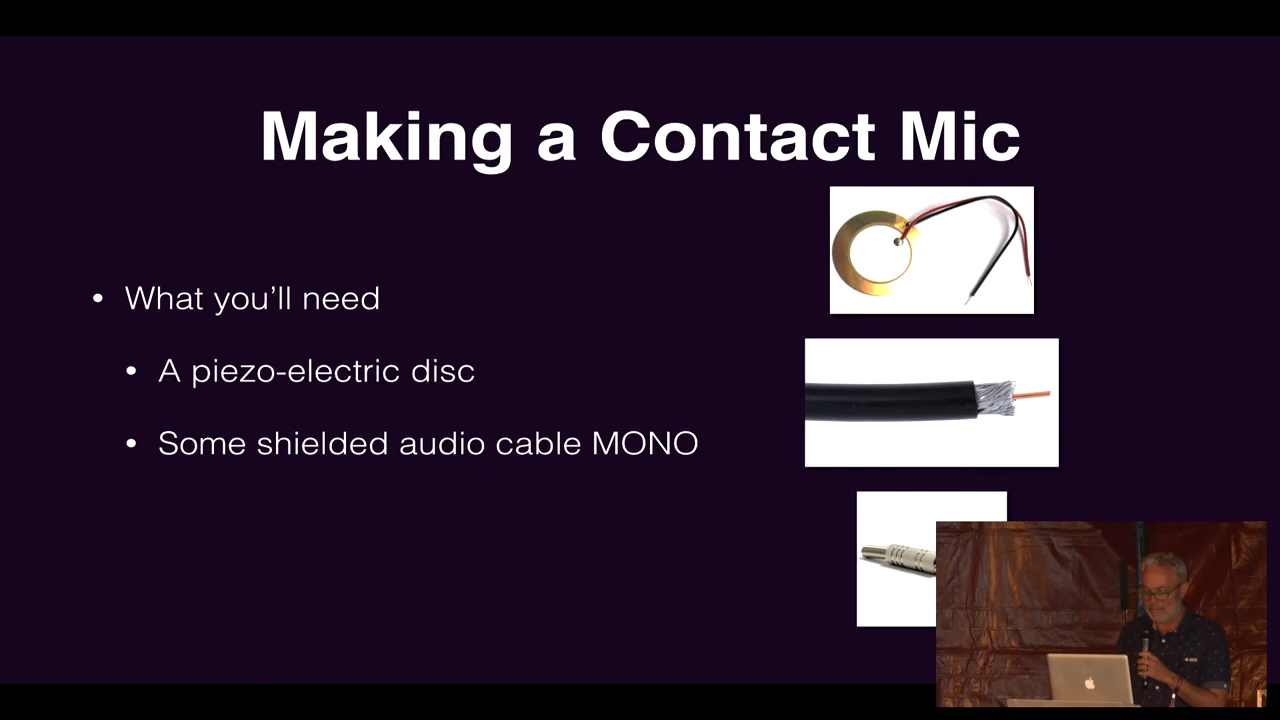 Making a Contact Mic
• What you’ll need
• A piezo-electric disc
• Some shielded audio cable MONO